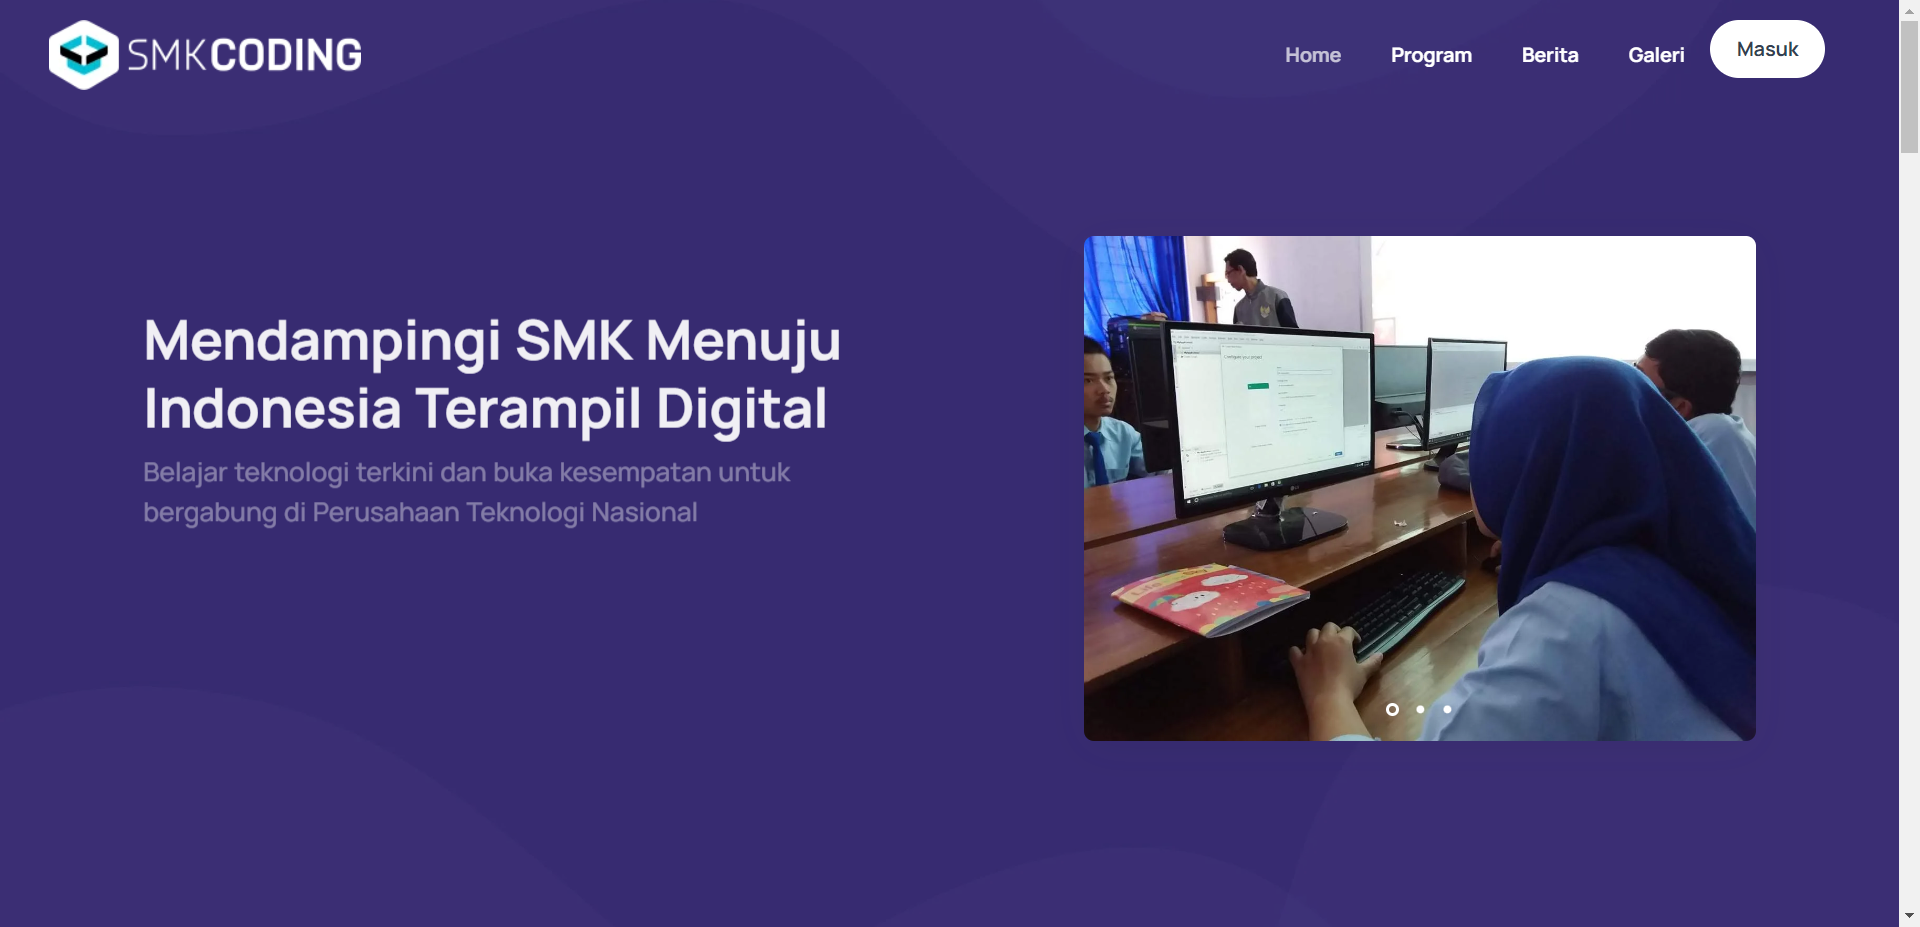 SMKCODING
Home Program Berita Galeri Masuk
Mendampingi SMK Menuju
Indonesia Terampil Digital
Belajar teknologi terkini dan buka kesempatan untuk
bergabung di Perusahaan Teknologi Nasional